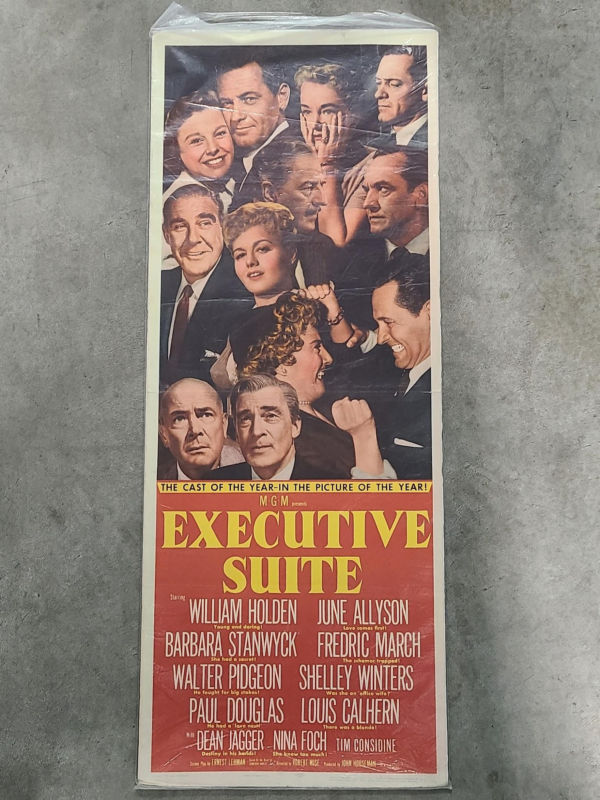 THE CAST OF THE YEAR-IN THE PICTURE OF THE YEAR!
M-G-M presents
EXECUTIVE
SUITE
Starring
WILLIAM HOLDEN JUNE ALLYSON
Young and daring! Love comes first!
BARBARA STANWYCK FREDRIC MARCH
She had a secret! The schemer trapped!
WALTER PIDGEON SHELLEY WINTERS
He fought for big stakes! Was she an "office wife?"
PAUL DOUGLAS LOUIS CALHERN
He had a 'love nest!' There was a blonde!
With DEAN JAGGER - NINA FOCH TIM CONSIDINE
Destiny in his hands! She knew too much!
Screen Play by ERNEST LEHMAN Directed by ROBERT WISE Produced by JOHN HOUSEMAN